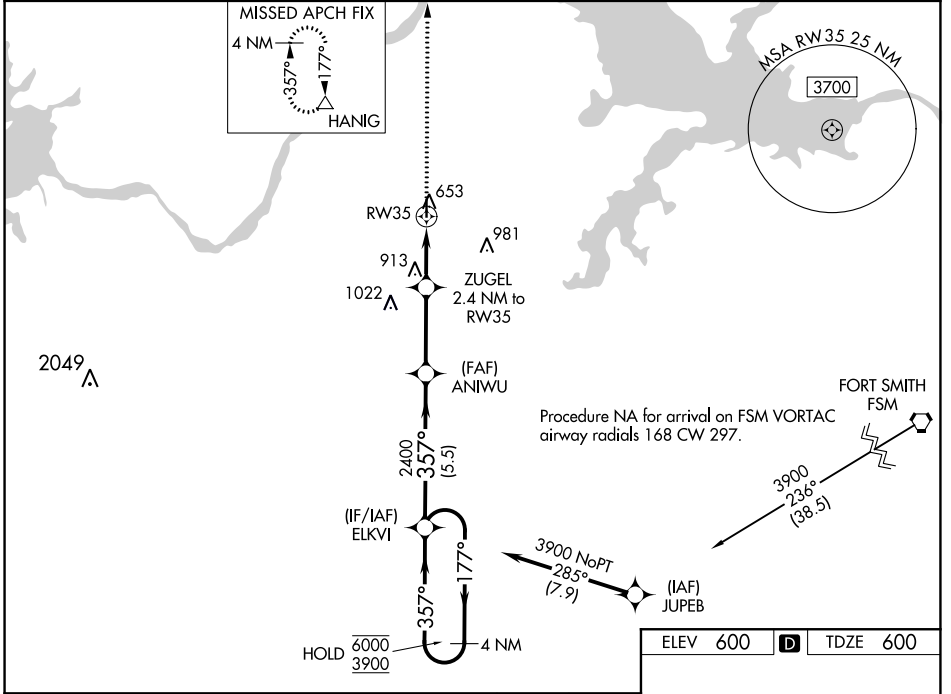 MISSED APCH FIX
4 NM
357°
177°
HANIG
MSA RW35 25 NM
3700
653
RW35
981
913
1022
ZUGEL
2.4 NM to
RW35
2049
(FAF)
ANIWU
FORT SMITH
FSM
Procedure NA for arrival on FSM VORTAC
airway radials 168 CW 297.
2400
357°
(5.5)
3900
236°
(38.5)
(IF/IAF)
ELKVI
177°
3900 NoPT
285°
(7.9)
(IAF)
JUPEB
357°
HOLD
6000
3900
4 NM
ELEV 600 D TDZE 600